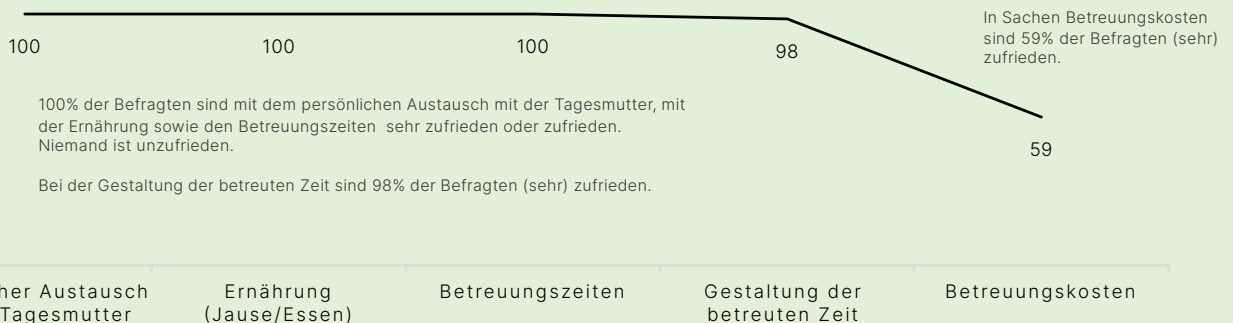 In Sachen Betreuungskosten
sind 59% der Befragten (sehr)
zufrieden.
100
100
100
98
59
100% der Befragten sind mit dem persönlichen Austausch mit der Tagesmutter, mit
der Ernährung sowie den Betreuungszeiten sehr zufrieden oder zufrieden.
Niemand ist unzufrieden.
Bei der Gestaltung der betreuten Zeit sind 98% der Befragten (sehr) zufrieden.
her Austausch
Tagesmutter
Ernährung
(Jause/Essen)
Betreuungszeiten
Gestaltung der
betreuten Zeit
Betreuungskosten